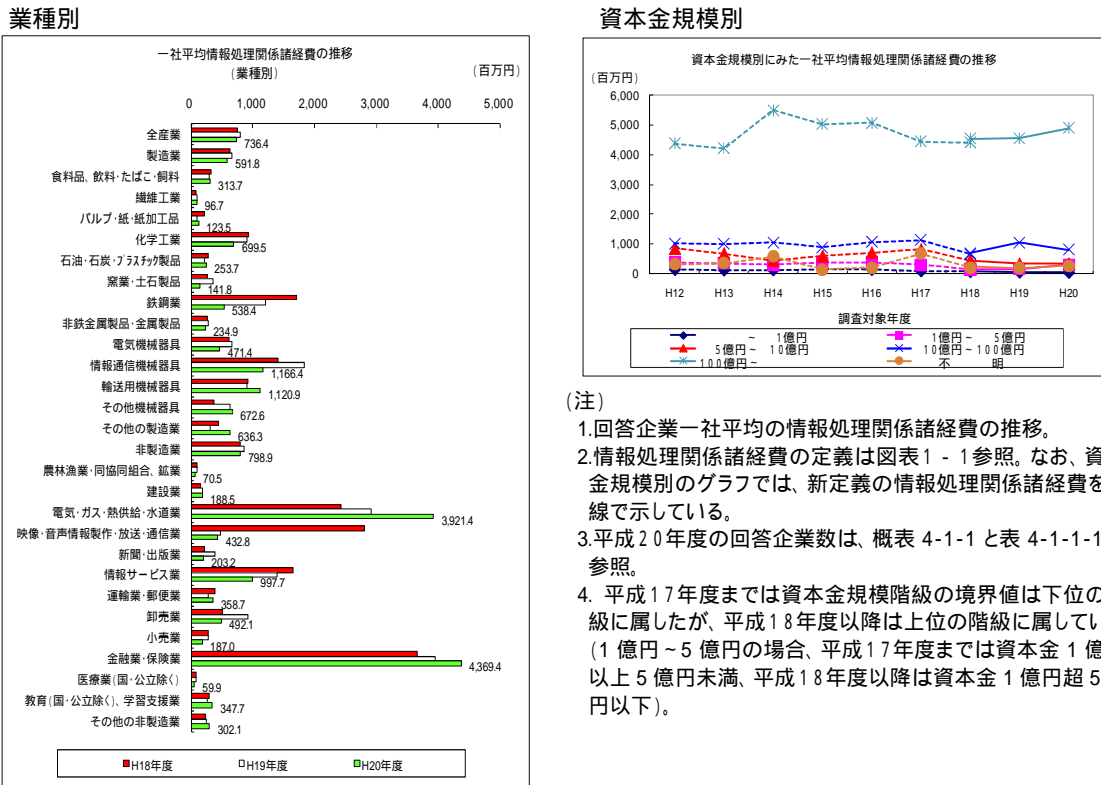 業種別
一社平均情報処理関係諸経費の推移
(業種別)
(百万円)
0 1,000 2,000 3,000 4,000 5,000
全産業 736.4
製造業 591.8
食料品、飲料・たばこ・飼料 313.7
繊維工業 96.7
パルプ・紙・紙加工品 123.5
化学工業 699.5
石油・石炭・プラスチック製品 253.7
窯業・土石製品 141.8
鉄鋼業 538.4
非鉄金属製品・金属製品 234.9
電気機械器具 471.4
情報通信機械器具 1,166.4
輸送用機械器具 1,120.9
その他機械器具 672.6
その他の製造業 636.3
非製造業 798.9
農林漁業・同協同組合、鉱業 70.5
建設業 188.5
電気・ガス・熱供給・水道業 3,921.4
映像・音声情報製作・放送・通信業 432.8
新聞・出版業 203.2
情報サービス業 997.7
運輸業・郵便業 358.7
卸売業 492.1
小売業 187.0
金融業・保険業 4,369.4
医療業(国・公立除く) 59.9
教育(国・公立除く)、学習支援業 347.7
その他の非製造業 302.1
H18年度 H19年度 H20年度
資本金規模別
資本金規模別にみた一社平均情報処理関係諸経費の推移
(百万円)
6,000
5,000
4,000
3,000
2,000
1,000
0
H12 H13 H14 H15 H16 H17 H18 H19 H20
調査対象年度
～ 1億円 1億円～ 5億円
5億円～ 10億円 10億円～100億円
100億円～ 不 明
(注)
1.回答企業一社平均の情報処理関係諸経費の推移。
2.情報処理関係諸経費の定義は図表1-1参照。なお、資
金規模別のグラフでは、新定義の情報処理関係諸経費を
線で示している。
3.平成20年度の回答企業数は、概表 4-1-1 と表 4-1-1-1
参照。
4. 平成17年度までは資本金規模階級の境界値は下位の
級に属したが、平成18年度以降は上位の階級に属してい
(1 億円~5 億円の場合、平成17年度までは資本金 1 億
以上 5 億円未満、平成18年度以降は資本金 1 億円超 5
円以下)。